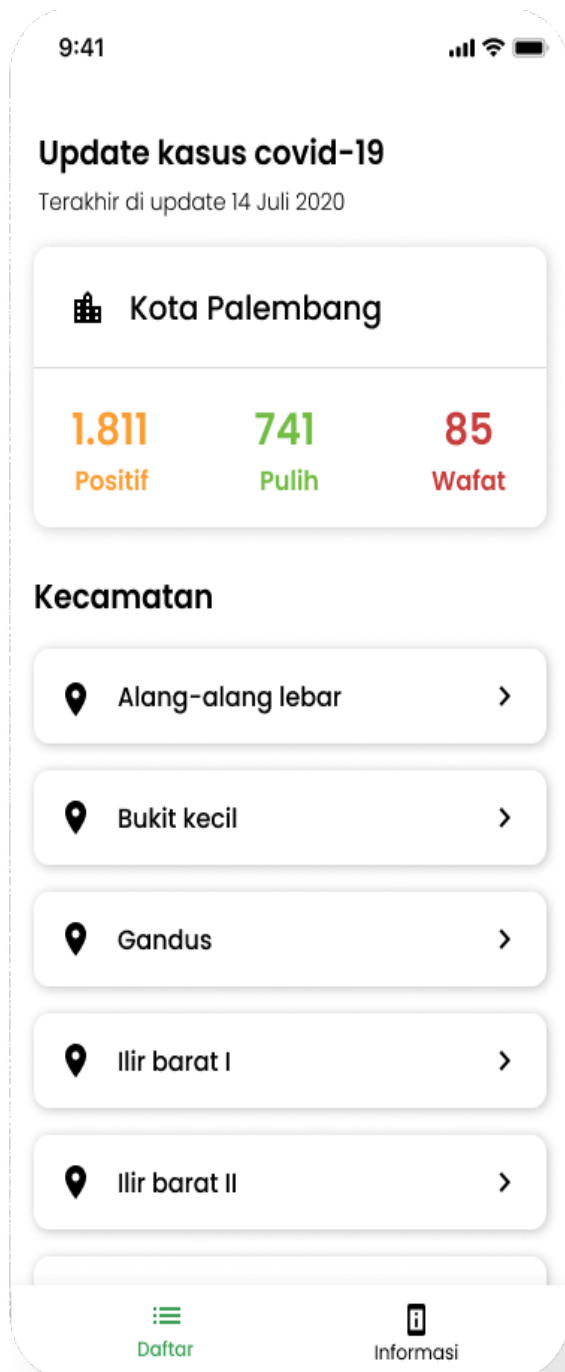 9:41
Update kasus covid-19
Terakhir di update 14 Juli 2020
Kota Palembang
1.811 741 85
Positif Pulih Wafat
Kecamatan
Alang-alang lebar
Bukit kecil
Gandus
Ilir barat I
Ilir barat II
Daftar Informasi